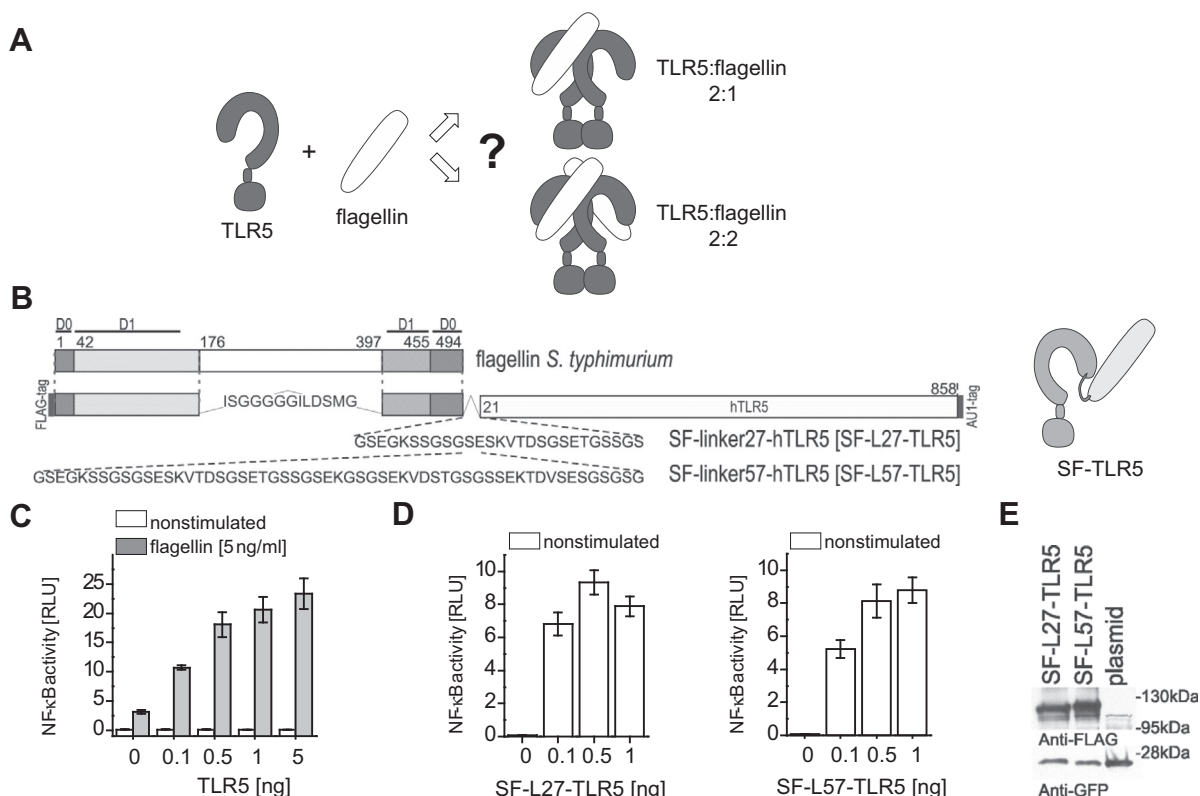 A
TLR5
+
flagellin
?
TLR5:flagellin
2:1
TLR5:flagellin
2:2
B
D0 D1 D1 D0
1 42 176 397 455 494
flagellin S. typhimurium
FLAG-tag
ISGGGGGILDSMG
21 hTLR5 858
AU1-tag
GSEGKSSGSGSESKVTDSGSETGSSGS SF-linker27-hTLR5 [SF-L27-TLR5]
GSEGKSSGSGSESKVTDSGSETGSSGSEKGSGSEKVDSTGSGSSEKTDVSESGSGSG SF-linker57-hTLR5 [SF-L57-TLR5]
SF-TLR5
C
nonstimulated
flagellin [5ng/ml]
NF-κBactivity [RLU]
25
20
15
10
5
0
0 0.1 0.5 1 5
TLR5 [ng]
D
nonstimulated
NF-κBactivity [RLU]
10
8
6
4
2
0
0 0.1 0.5 1
SF-L27-TLR5 [ng]
nonstimulated
NF-κBactivity [RLU]
10
8
6
4
2
0
0 0.1 0.5 1
SF-L57-TLR5 [ng]
E
SF-L27-TLR5
SF-L57-TLR5
plasmid
-130kDa
-95kDa
Anti-FLAG
-28kDa
Anti-GFP